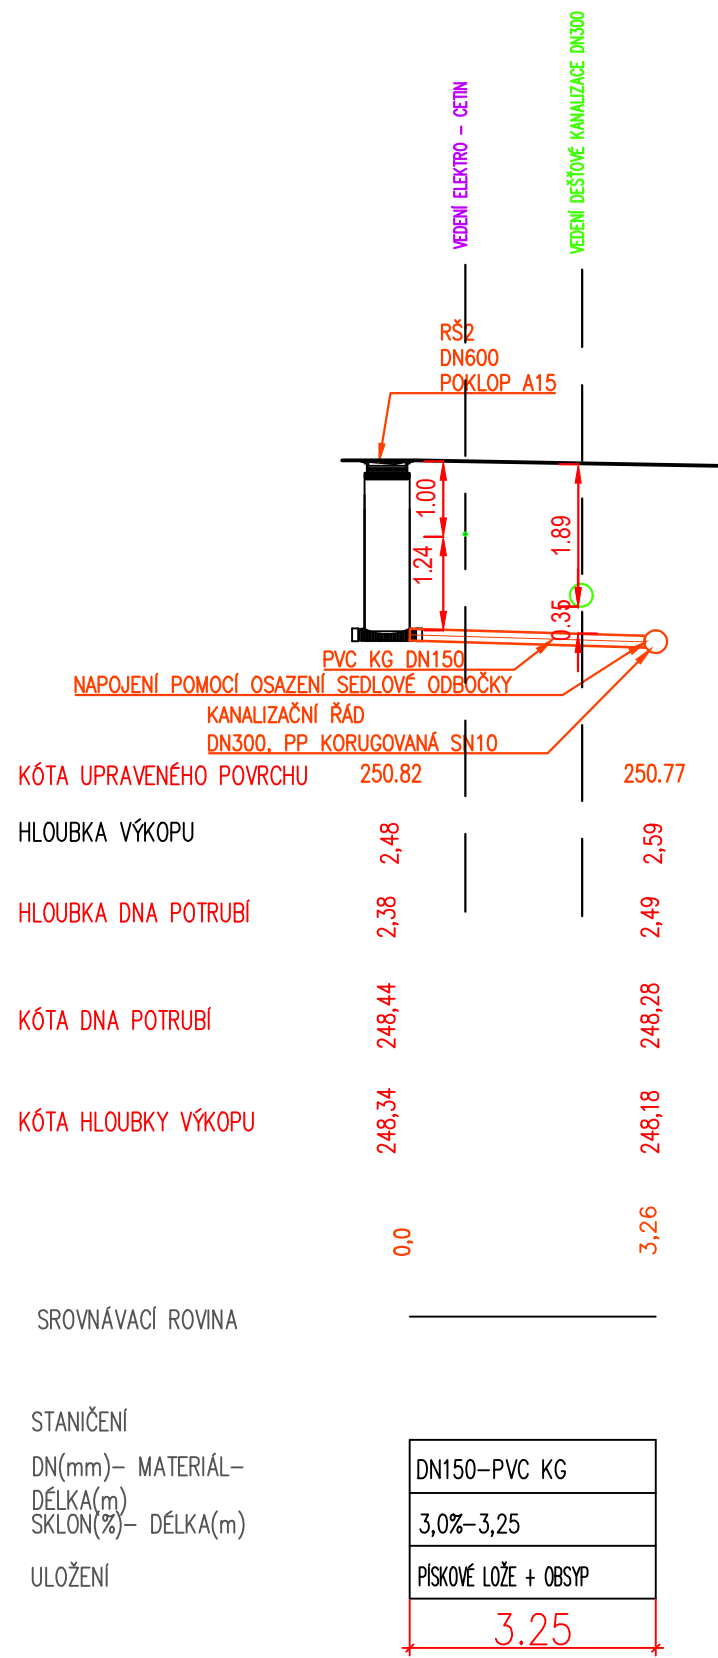 VEDENÍ ELEKTRO - CETIN
VEDENÍ DEŠŤOVÉ KANALIZACE DN300
RŠ2
DN600
POKLOP A15
1.00
1.89
1.24
0.35
PVC KG DN150
NAPOJENÍ POMOCÍ OSAZENÍ SEDLOVÉ ODBOČKY
KANALIZAČNÍ ŘÁD
DN300, PP KORUGOVANÁ SN10
KÓTA UPRAVENÉHO POVRCHU 250.82 250.77
HLOUBKA VÝKOPU 2,48 2,59
HLOUBKA DNA POTRUBÍ 2,38 2,49
KÓTA DNA POTRUBÍ 248,44 248,28
KÓTA HLOUBKY VÝKOPU 248,34 248,18
0,0 3,26
SROVNÁVACÍ ROVINA
STANIČENÍ
DN(mm)- MATERIÁL-
DÉLKA(m)
DN150-PVC KG
SKLON(%)- DÉLKA(m) 3,0%-3,25
ULOŽENÍ PÍSKOVÉ LOŽE + OBSYP
3.25